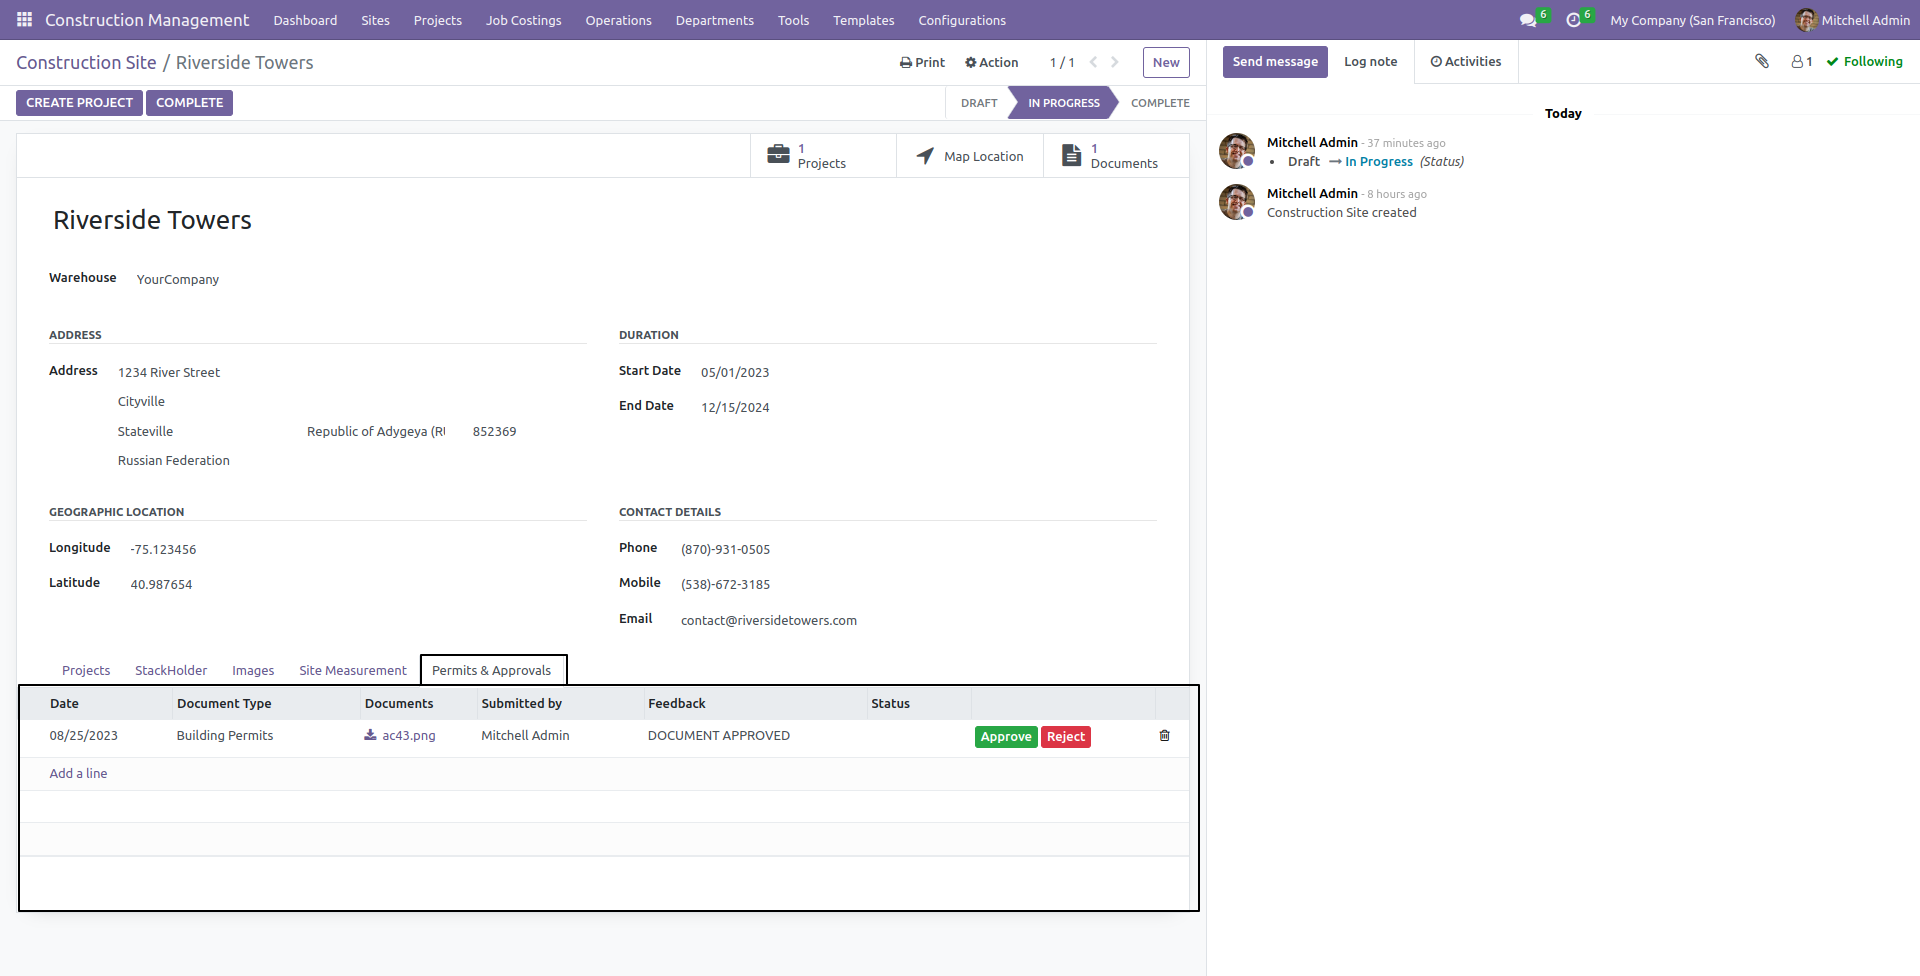 Construction Management Dashboard Sites Projects Job Costings Operations Departments Tools Templates Configurations 6 6 My Company (San Francisco) Mitchell Admin
Construction Site / Riverside Towers Print Action 1 / 1 New
CREATE PROJECT COMPLETE DRAFT IN PROGRESS COMPLETE
1 Projects
Map Location
1 Documents
Riverside Towers
Warehouse YourCompany
ADDRESS
Address 1234 River Street
Cityville
Stateville Republic of Adygeya (RU 852369
Russian Federation
DURATION
Start Date 05/01/2023
End Date 12/15/2024
GEOGRAPHIC LOCATION
Longitude -75.123456
Latitude 40.987654
CONTACT DETAILS
Phone (870)-931-0505
Mobile (538)-672-3185
Email contact@riversidetowers.com
Projects StackHolder Images Site Measurement Permits & Approvals
Date Document Type Documents Submitted by Feedback Status
08/25/2023 Building Permits ac43.png Mitchell Admin DOCUMENT APPROVED Approve Reject
Add a line
Send message Log note Activities 1 Following
Today
Mitchell Admin - 37 minutes ago
• Draft → In Progress (Status)
Mitchell Admin - 8 hours ago
Construction Site created